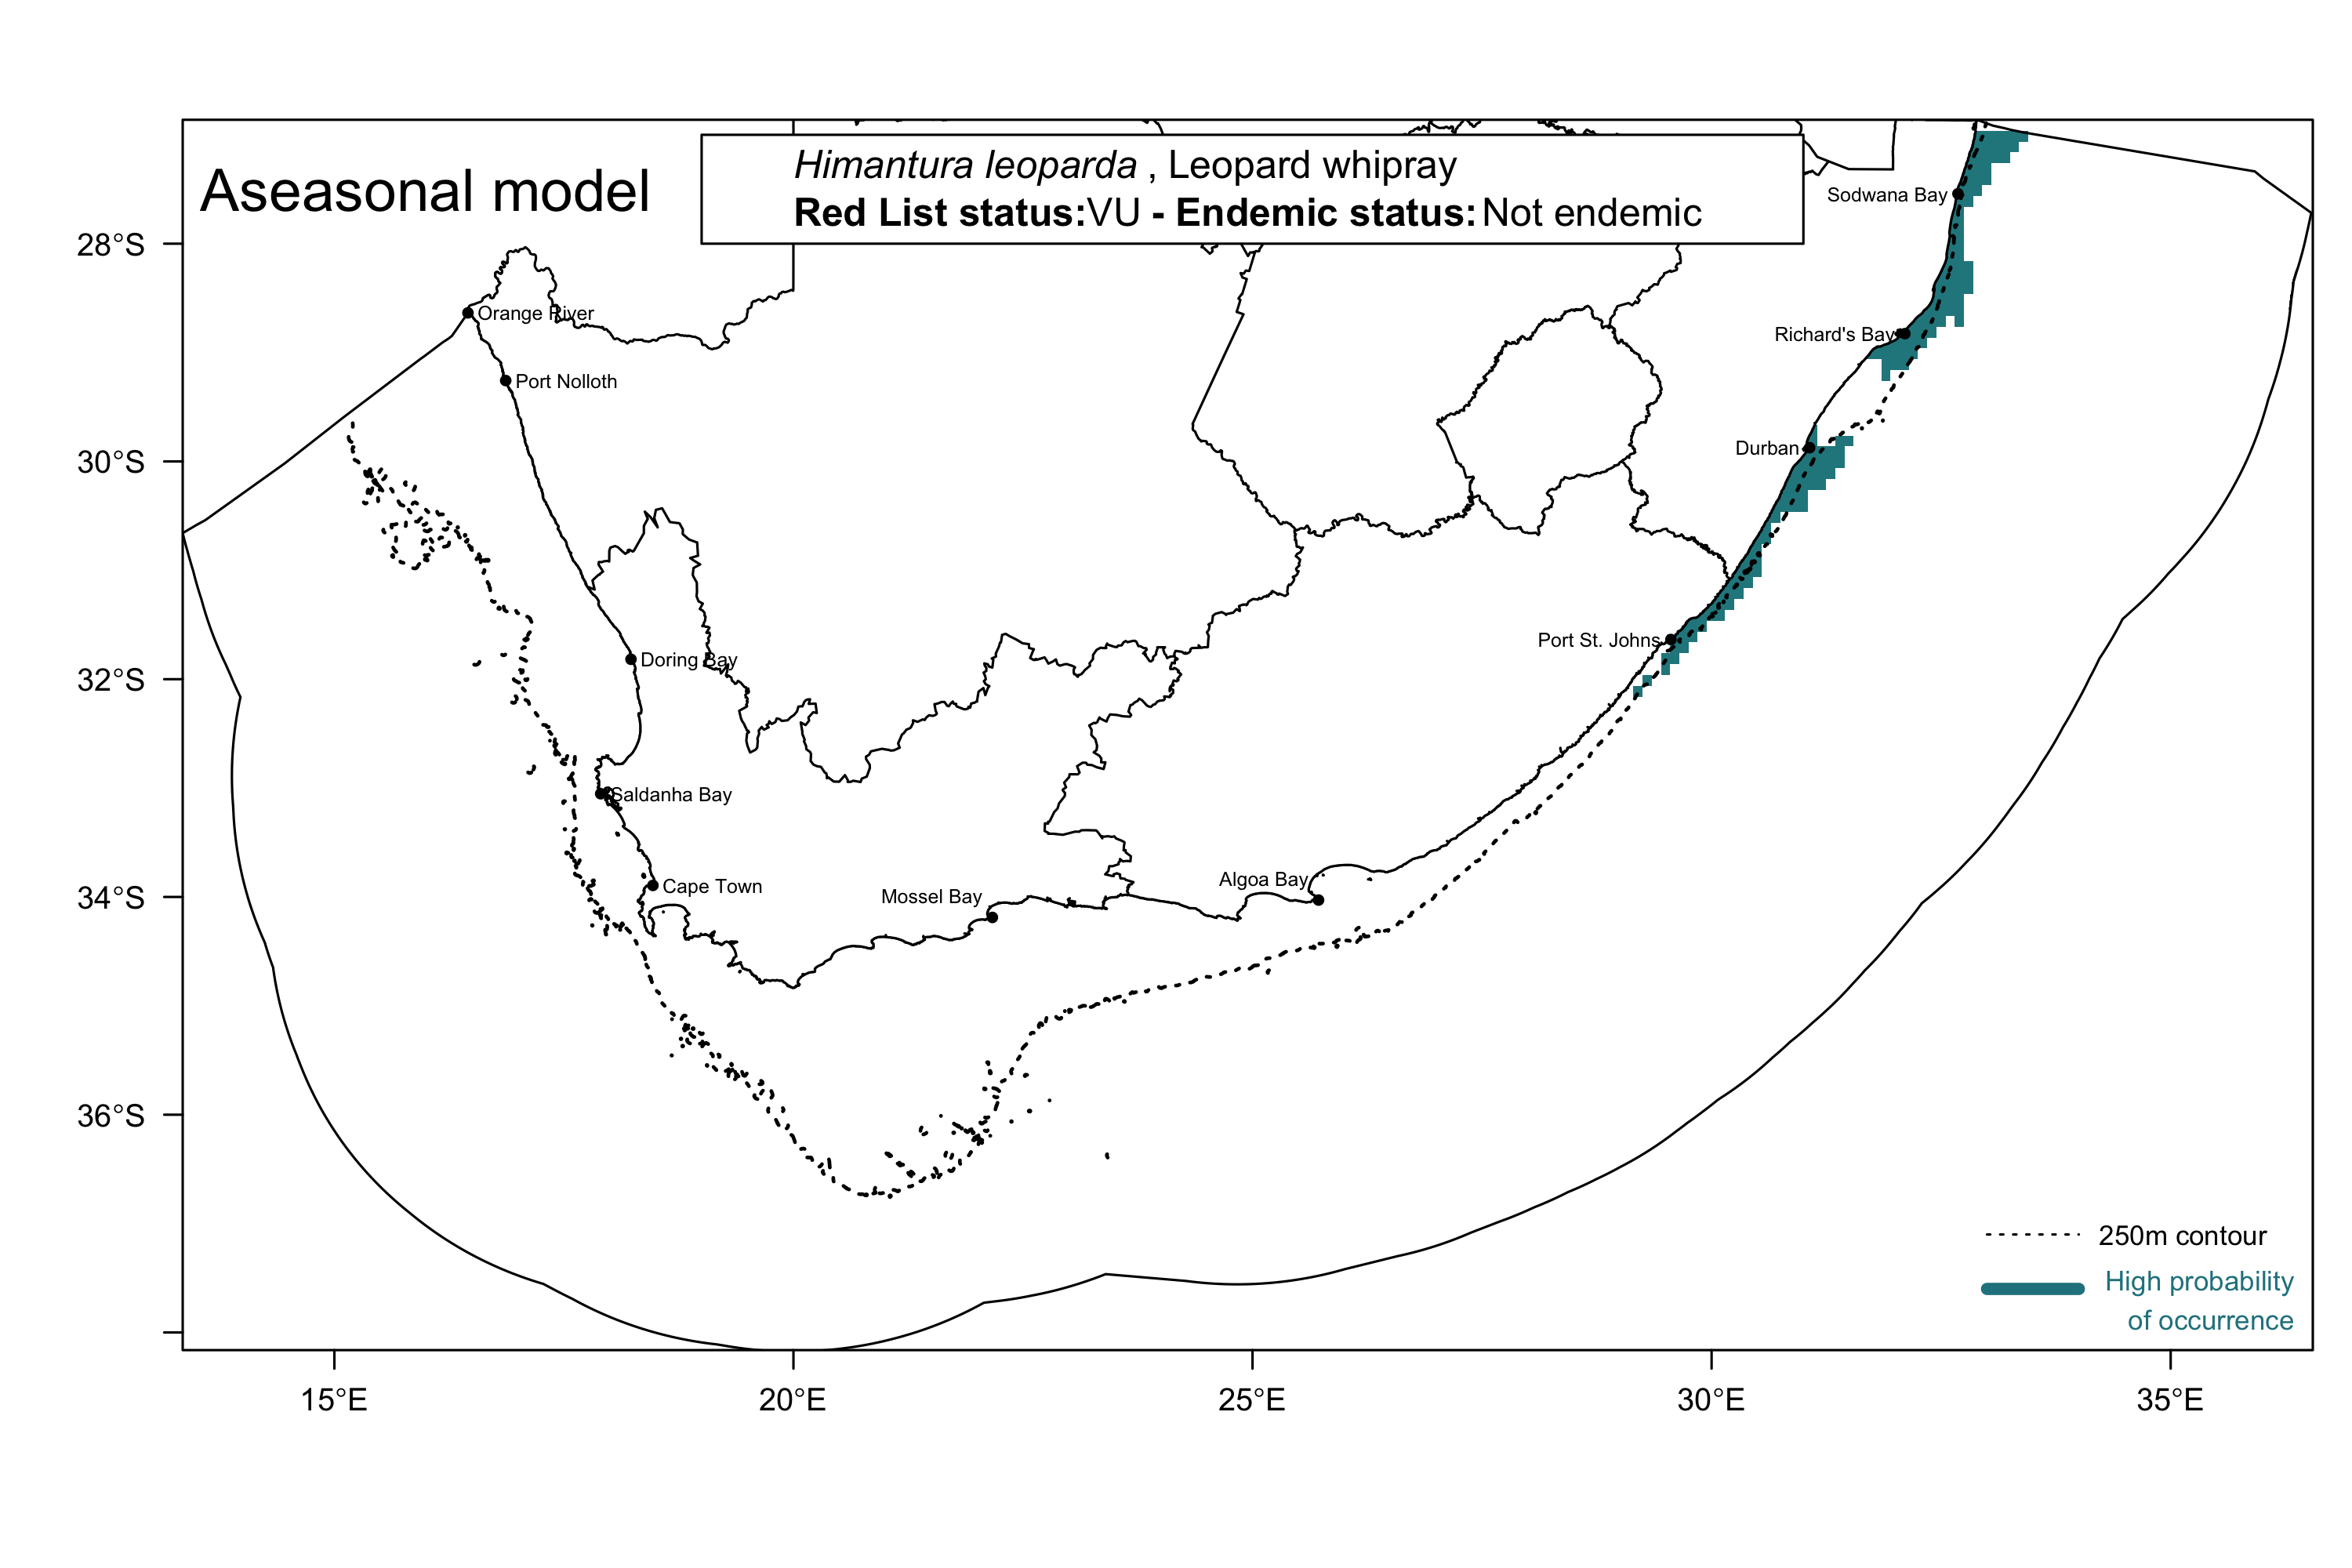 Aseasonal model
Himantura leoparda , Leopard whipray
Red List status:VU - Endemic status: Not endemic
Sodwana Bay
28°S
Orange River
Richard's Bay
Port Nolloth
Durban
30°S
Port St. Johns
Doring Bay
32°S
Saldanha Bay
Algoa Bay
Cape Town
Mossel Bay
34°S
36°S
250m contour
High probability
of occurrence
15°E
20°E
25°E
30°E
35°E